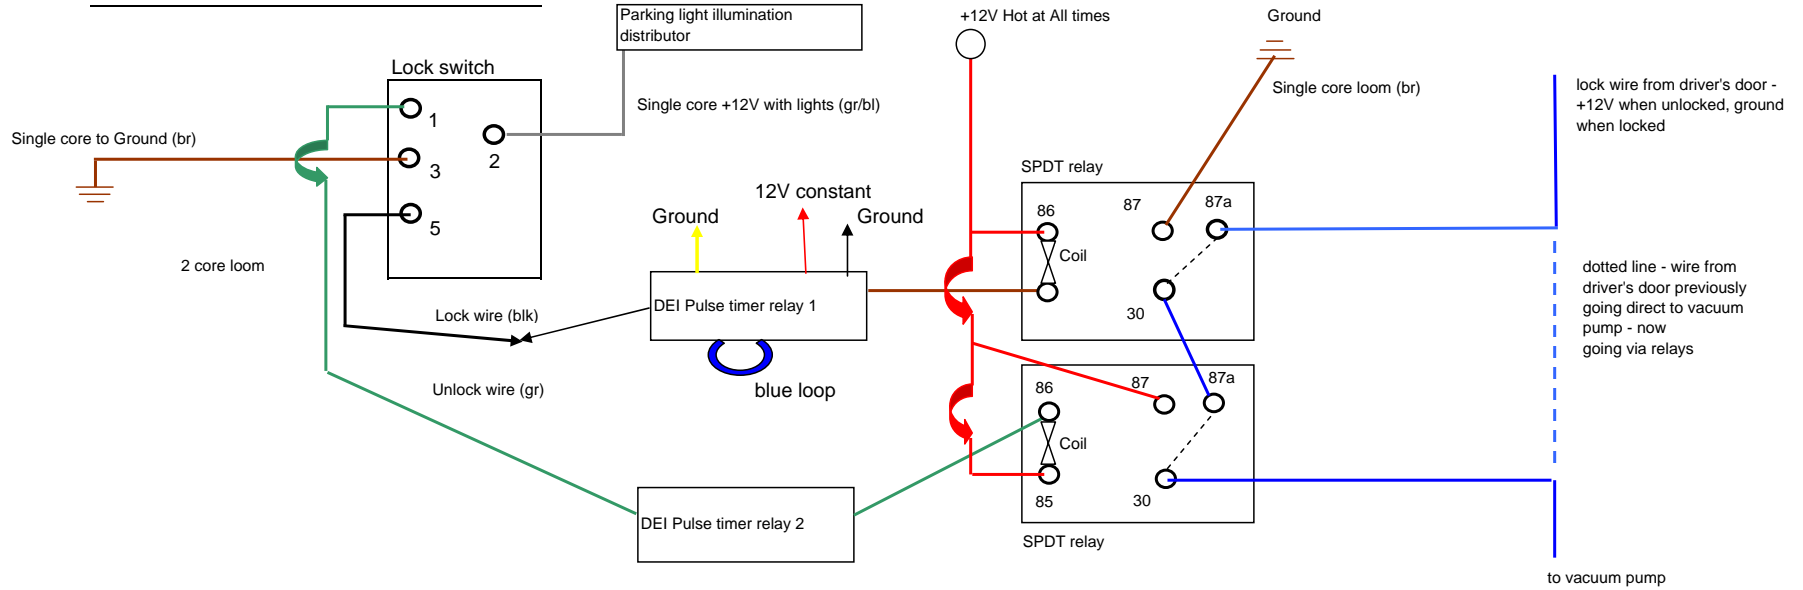 Parking light illumination
distributor
+12V Hot at All times
Ground
Lock switch
Single core +12V with lights (gr/bl)
Single core loom (br)
lock wire from driver's door -
+12V when unlocked, ground
when locked
1
2
3
5
Single core to Ground (br)
SPDT relay
86
87
87a
Coil
30
12V constant
Ground
Ground
2 core loom
DEI Pulse timer relay 1
Lock wire (blk)
blue loop
Unlock wire (gr)
dotted line - wire from
driver's door previously
going direct to vacuum
pump - now
going via relays
86
87
87a
Coil
85
30
SPDT relay
DEI Pulse timer relay 2
to vacuum pump